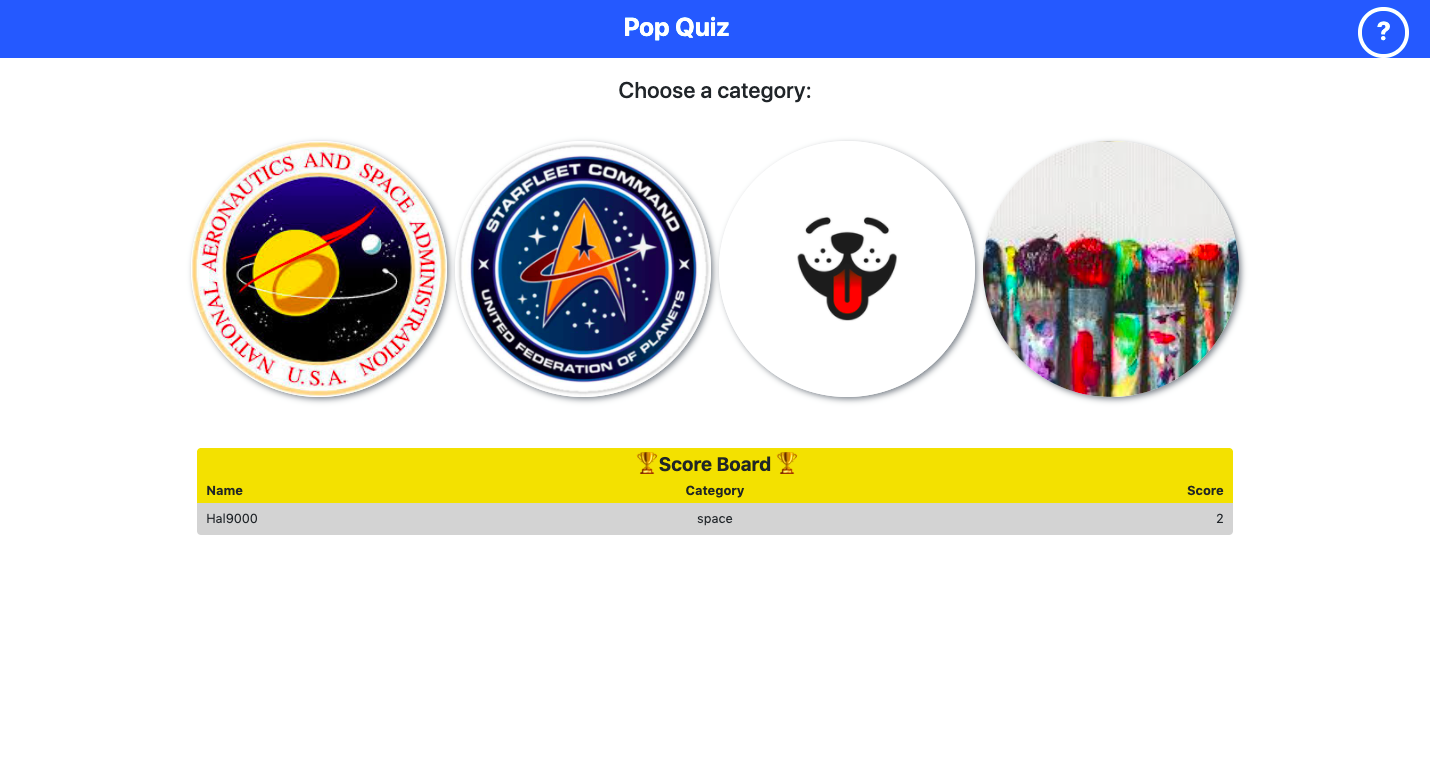 Pop Quiz
?
Choose a category:
NATIONAL AERONAUTICS AND SPACE ADMINISTRATION
U.S.A.
STARFLEET COMMAND
UNITED FEDERATION OF PLANETS
🏆Score Board 🏆
Name Category Score
Hal9000 space 2